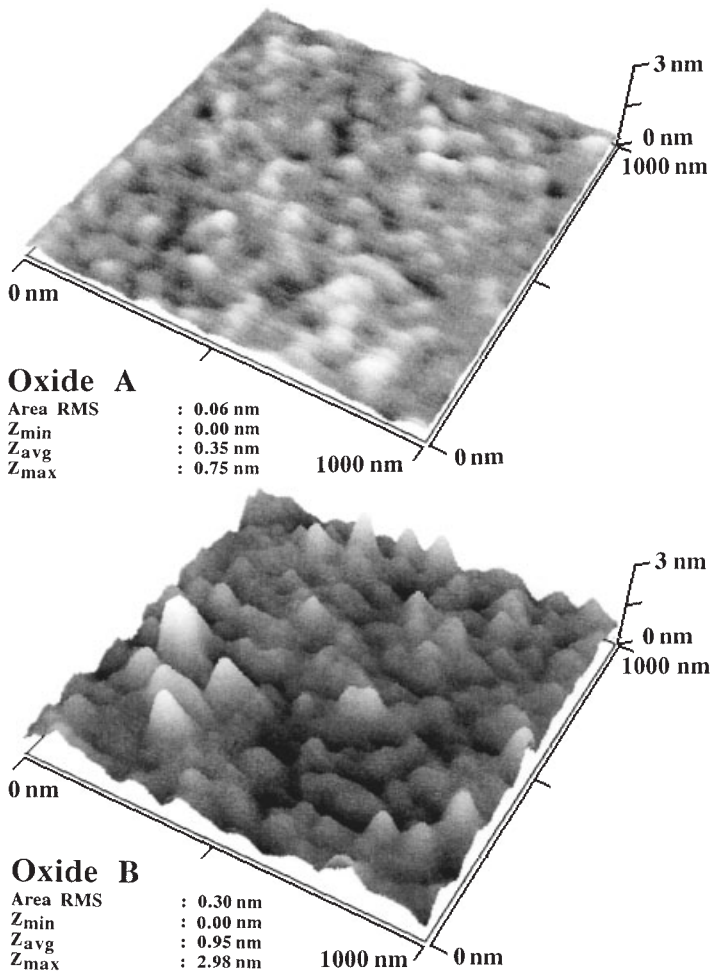 3 nm
0 nm
1000 nm
0 nm
Oxide A
Area RMS : 0.06 nm
Zmin : 0.00 nm
Zavg : 0.35 nm
Zmax : 0.75 nm
1000 nm
0 nm
3 nm
0 nm
1000 nm
0 nm
Oxide B
Area RMS : 0.30 nm
Zmin : 0.00 nm
Zavg : 0.95 nm
Zmax : 2.98 nm
1000 nm
0 nm